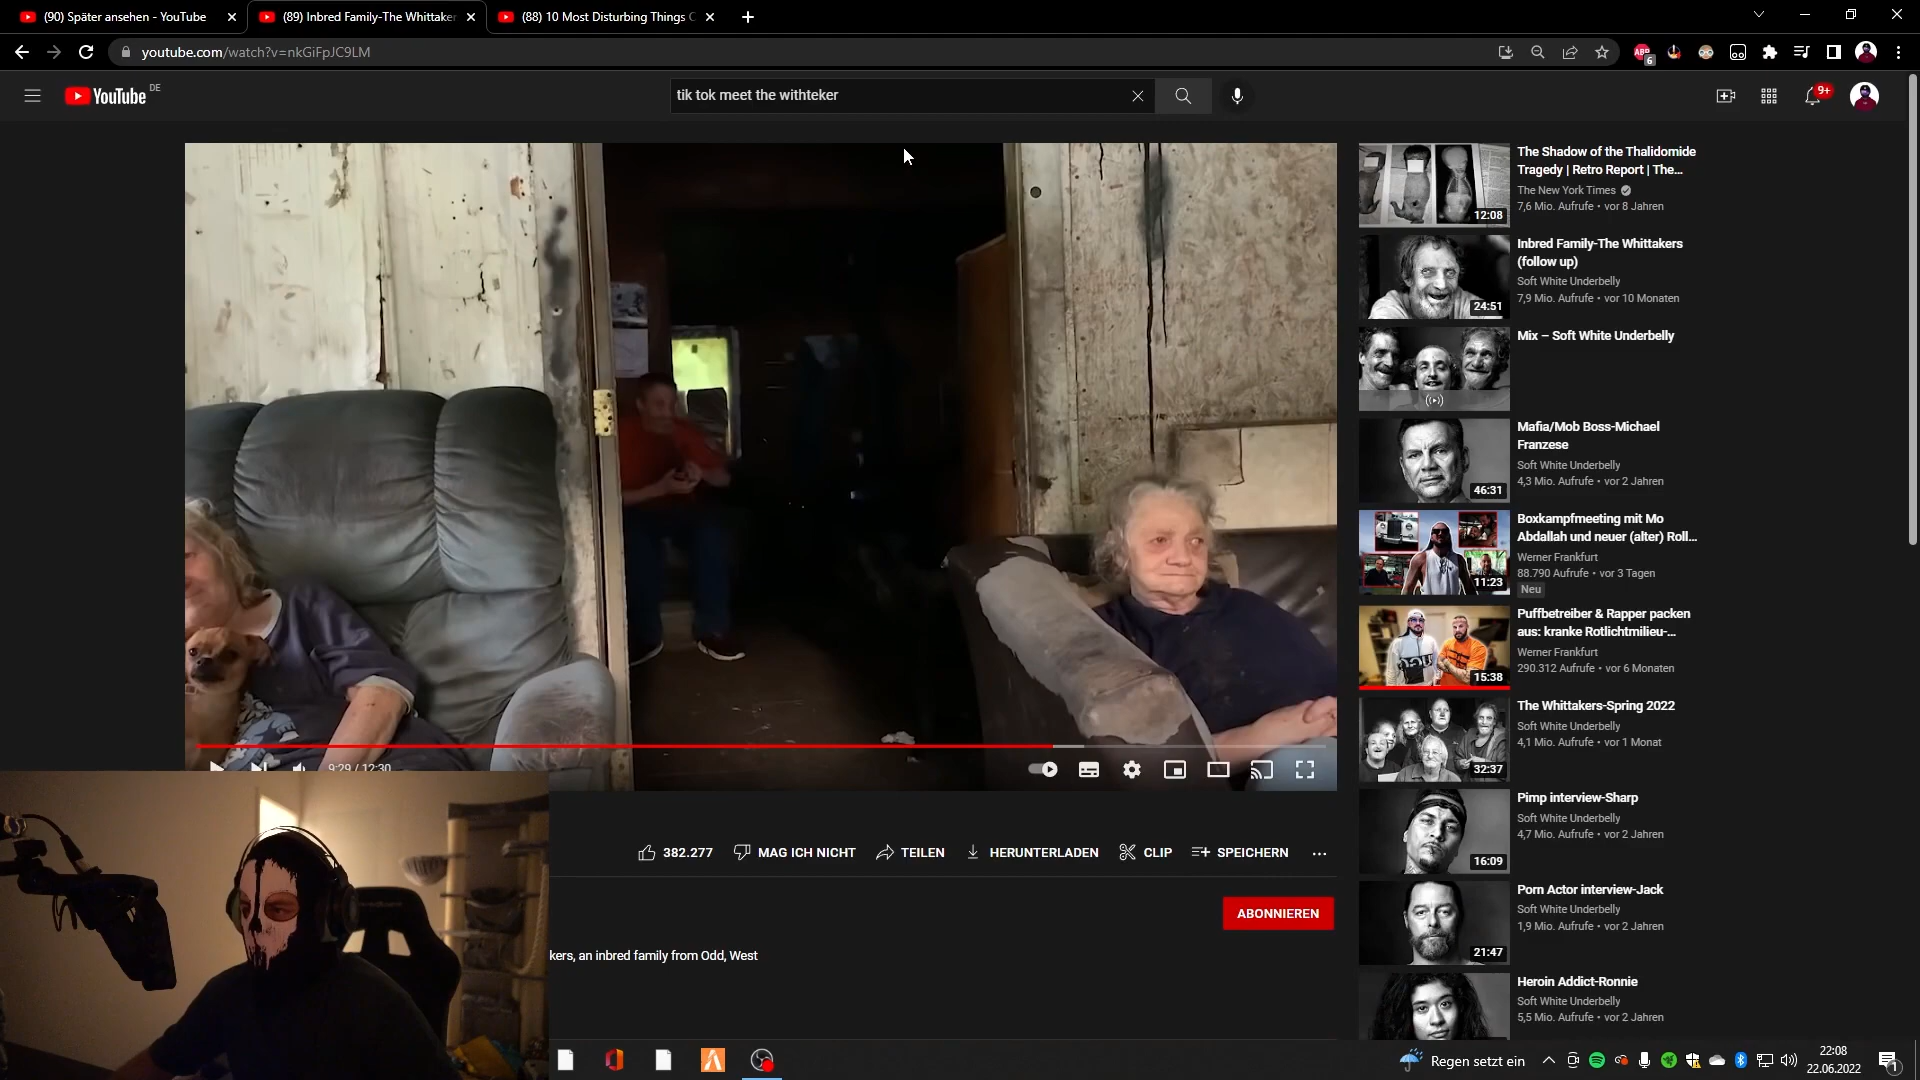 (90) Später ansehen - YouTube
(89) Inbred Family-The Whittaker
(88) 10 Most Disturbing Things C
youtube.com/watch?v=nkGiFpJC9LM
ABP
6
YouTube DE
tik tok meet the withteker
9+
The Shadow of the Thalidomide
Tragedy | Retro Report | The...
The New York Times
7,6 Mio. Aufrufe • vor 8 Jahren
12:08
Inbred Family-The Whittakers
(follow up)
Soft White Underbelly
7,9 Mio. Aufrufe • vor 10 Monaten
24:51
Mix – Soft White Underbelly
Mafia/Mob Boss-Michael
Franzese
Soft White Underbelly
4,3 Mio. Aufrufe • vor 2 Jahren
46:31
Boxkampfmeeting mit Mo
Abdallah und neuer (alter) Roll...
Werner Frankfurt
88.790 Aufrufe • vor 3 Tagen
11:23
Neu
Puffbetreiber & Rapper packen
aus: kranke Rotlichtmilieu-...
Werner Frankfurt
290.312 Aufrufe • vor 6 Monaten
15:38
The Whittakers-Spring 2022
Soft White Underbelly
4,1 Mio. Aufrufe • vor 1 Monat
32:37
Pimp interview-Sharp
Soft White Underbelly
4,7 Mio. Aufrufe • vor 2 Jahren
16:09
Porn Actor interview-Jack
Soft White Underbelly
1,9 Mio. Aufrufe • vor 2 Jahren
21:47
Heroin Addict-Ronnie
Soft White Underbelly
5,5 Mio. Aufrufe • vor 2 Jahren
9:29 / 12:30
382.277
MAG ICH NICHT
TEILEN
HERUNTERLADEN
CLIP
SPEICHERN
ABONNIEREN
kers, an inbred family from Odd, West
Regen setzt ein
22:08
22.06.2022
1